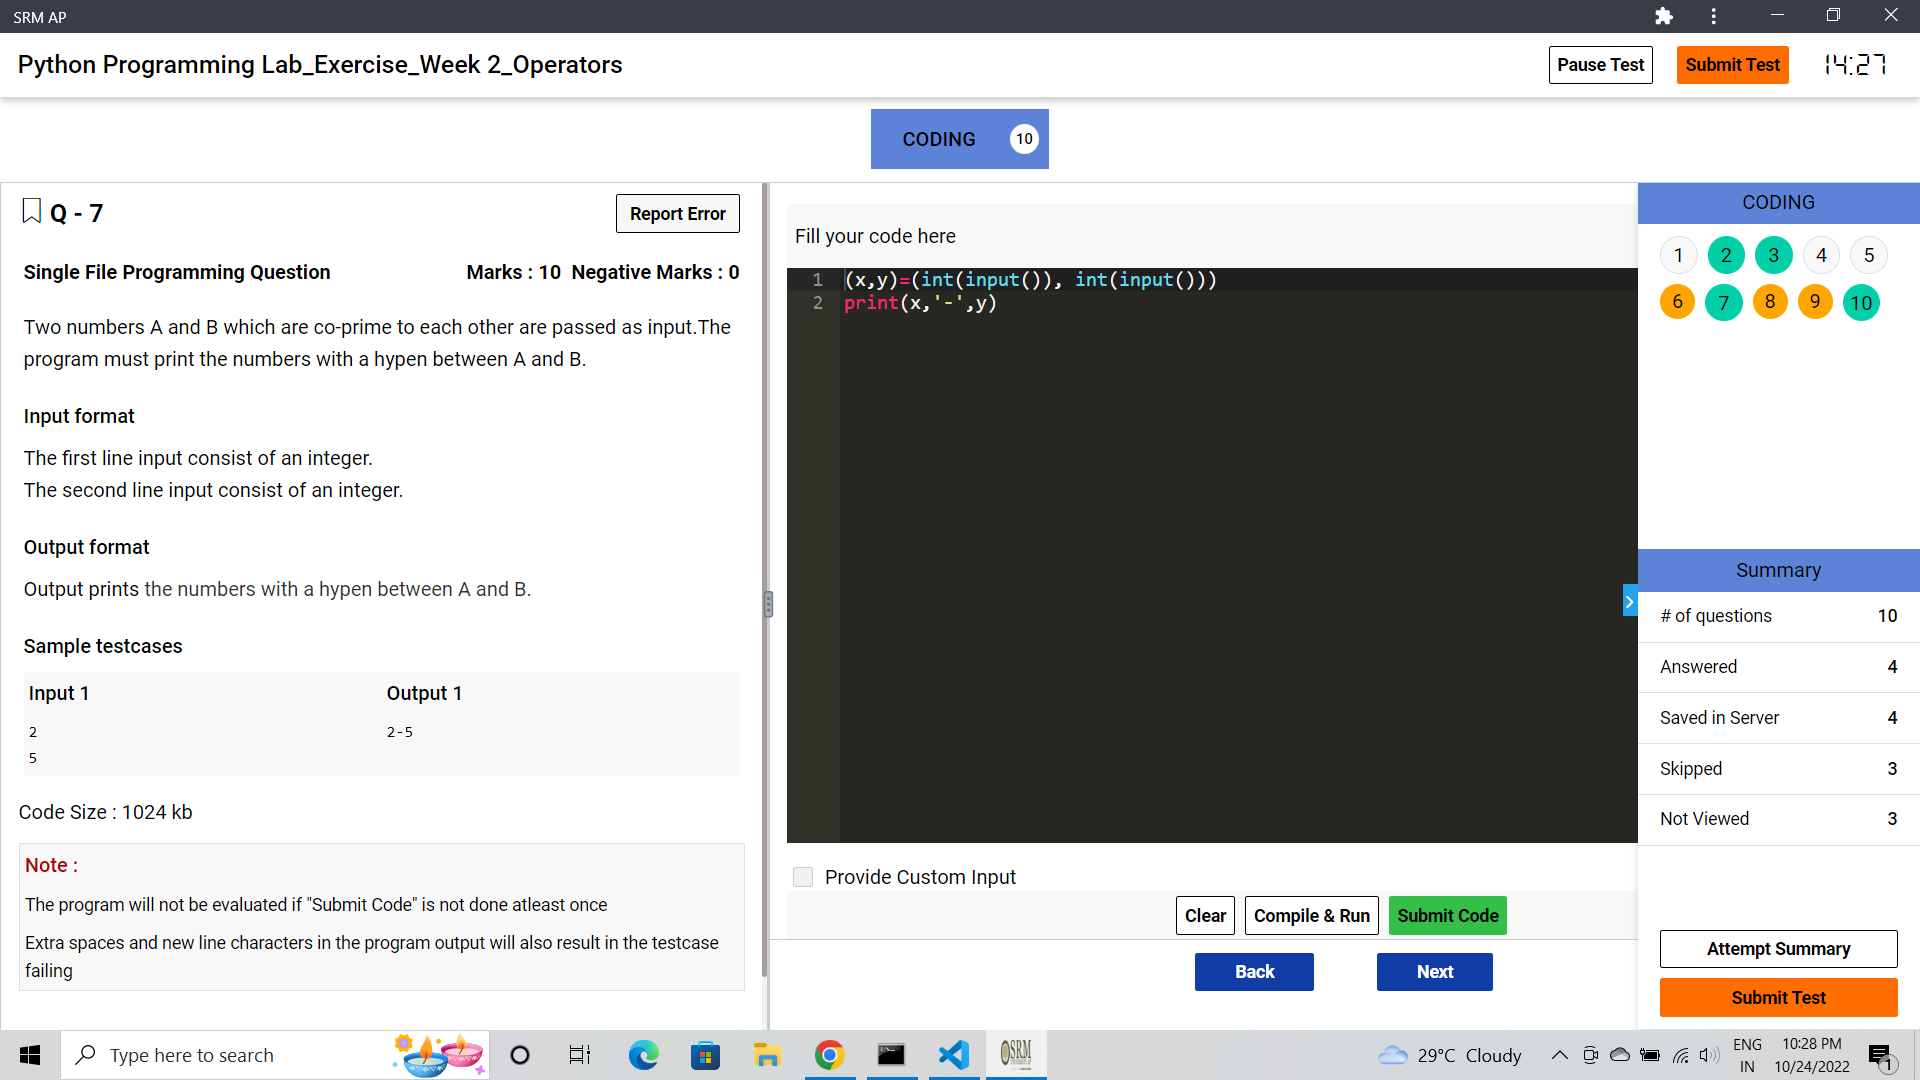 SRM AP
Python Programming Lab_Exercise_Week 2_Operators
Pause Test
Submit Test
14:27
CODING 10
Q - 7
Report Error
Single File Programming Question
Marks : 10 Negative Marks : 0
Two numbers A and B which are co-prime to each other are passed as input.The
program must print the numbers with a hypen between A and B.
Input format
The first line input consist of an integer.
The second line input consist of an integer.
Output format
Output prints the numbers with a hypen between A and B.
Sample testcases
Input 1
Output 1
2
5
2-5
Code Size : 1024 kb
Note :
The program will not be evaluated if "Submit Code" is not done atleast once
Extra spaces and new line characters in the program output will also result in the testcase
failing
Fill your code here
1 (x,y)=(int(input()), int(input()))
2 print(x,'-',y)
Provide Custom Input
Clear
Compile & Run
Submit Code
Back
Next
CODING
1 2 3 4 5
6 7 8 9 10
Summary
# of questions 10
Answered 4
Saved in Server 4
Skipped 3
Not Viewed 3
Attempt Summary
Submit Test
Type here to search
SRM
29°C Cloudy
ENG
IN
10:28 PM
10/24/2022
1